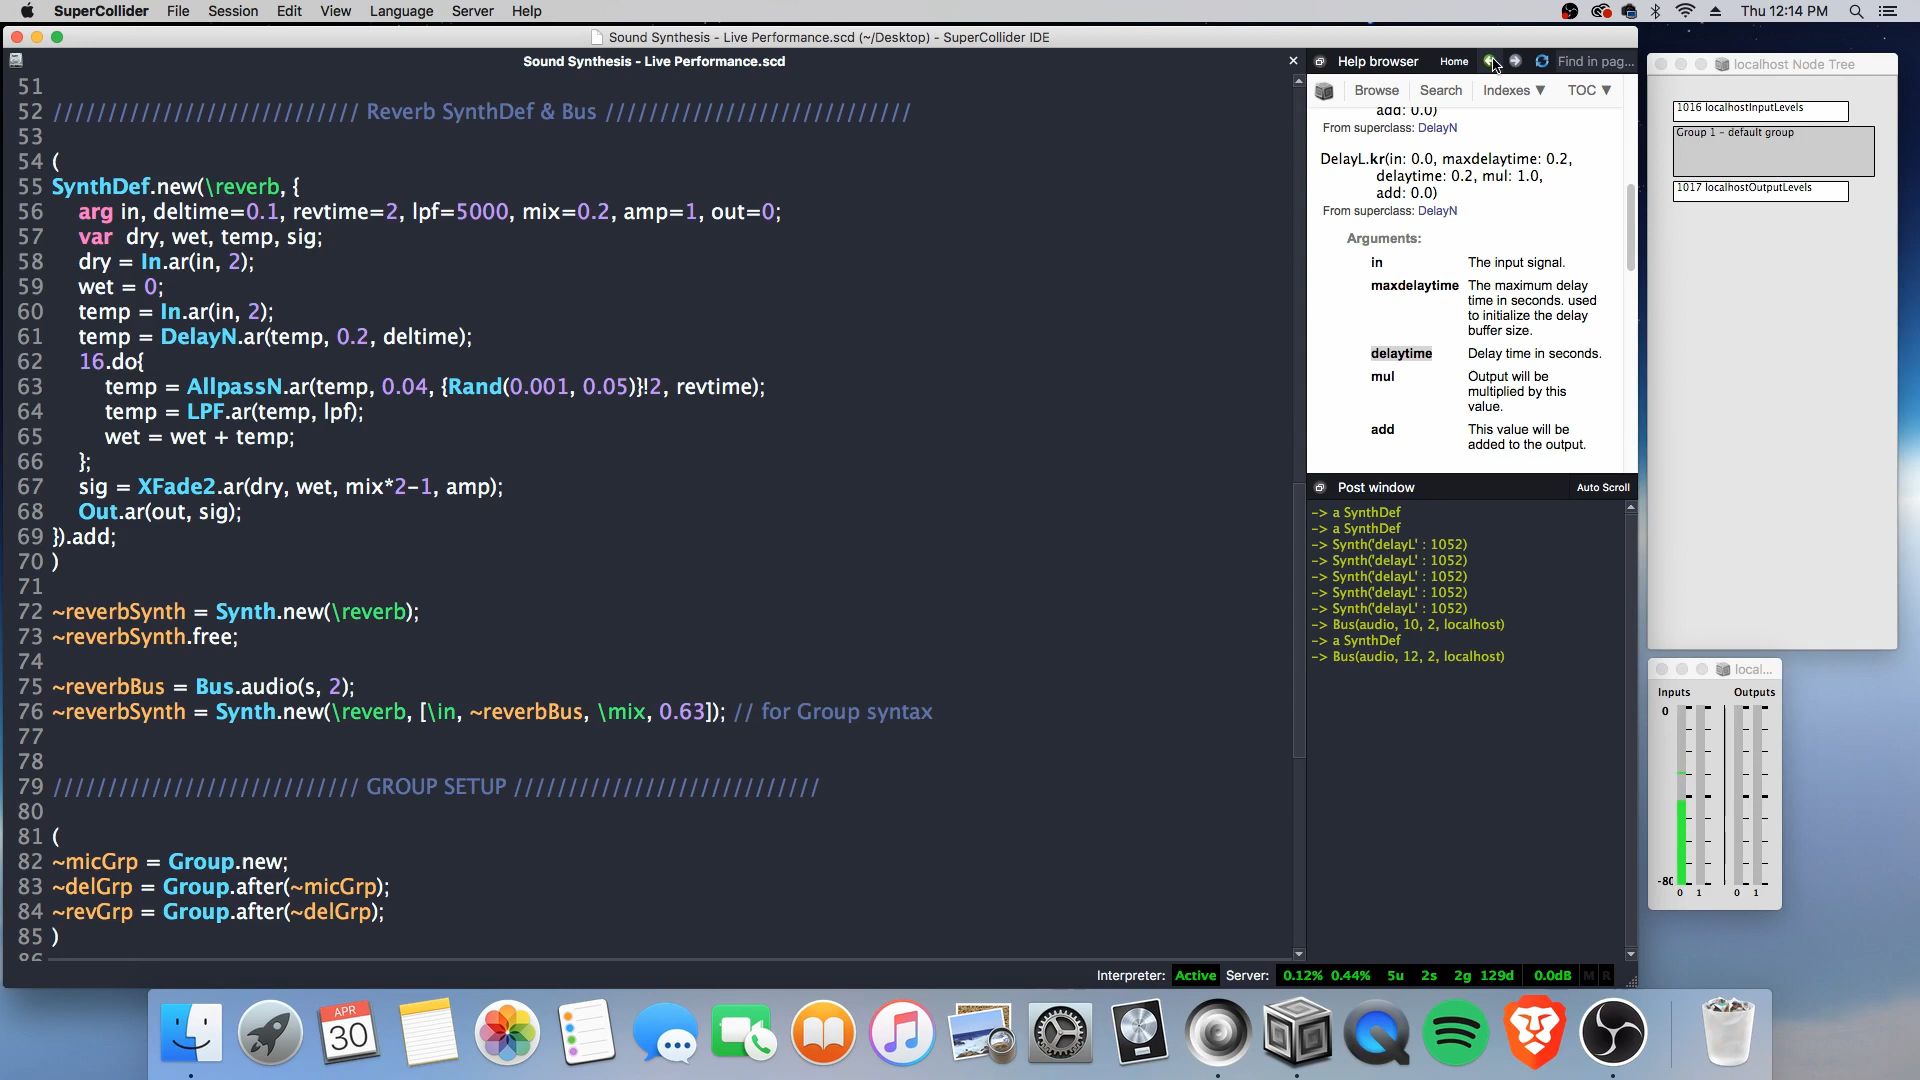 SuperCollider File Session Edit View Language Server Help
Thu 12:14 PM
Sound Synthesis - Live Performance.scd (~/Desktop) - SuperCollider IDE
Sound Synthesis - Live Performance.scd
51
52 //////////////////////////// Reverb SynthDef & Bus ////////////////////////////
53
54 (
55 SynthDef.new(\reverb, {
56 arg in, deltime=0.1, revtime=2, lpf=5000, mix=0.2, amp=1, out=0;
57 var dry, wet, temp, sig;
58 dry = In.ar(in, 2);
59 wet = 0;
60 temp = In.ar(in, 2);
61 temp = DelayN.ar(temp, 0.2, deltime);
62 16.do{
63 temp = AllpassN.ar(temp, 0.04, {Rand(0.001, 0.05)}!2, revtime);
64 temp = LPF.ar(temp, lpf);
65 wet = wet + temp;
66 };
67 sig = XFade2.ar(dry, wet, mix*2-1, amp);
68 Out.ar(out, sig);
69 }).add;
70 )
71
72 ~reverbSynth = Synth.new(\reverb);
73 ~reverbSynth.free;
74
75 ~reverbBus = Bus.audio(s, 2);
76 ~reverbSynth = Synth.new(\reverb, [\in, ~reverbBus, \mix, 0.63]); // for Group syntax
77
78
79 //////////////////////////// GROUP SETUP ////////////////////////////
80
81 (
82 ~micGrp = Group.new;
83 ~delGrp = Group.after(~micGrp);
84 ~revGrp = Group.after(~delGrp);
85 )
86
Help browser Home Find in pag...
Browse Search Indexes ▼ TOC ▼
add: 0.0)
From superclass: DelayN
DelayL.kr(in: 0.0, maxdelaytime: 0.2,
delaytime: 0.2, mul: 1.0,
add: 0.0)
From superclass: DelayN
Arguments:
in The input signal.
maxdelaytime The maximum delay
time in seconds. used
to initialize the delay
buffer size.
delaytime Delay time in seconds.
mul Output will be
multiplied by this
value.
add This value will be
added to the output.
Post window Auto Scroll
-> a SynthDef
-> a SynthDef
-> Synth('delayL' : 1052)
-> Synth('delayL' : 1052)
-> Synth('delayL' : 1052)
-> Synth('delayL' : 1052)
-> Synth('delayL' : 1052)
-> Bus(audio, 10, 2, localhost)
-> a SynthDef
-> Bus(audio, 12, 2, localhost)
Interpreter: Active Server: 0.12% 0.44% 5u 2s 2g 129d 0.0dB M R
localhost Node Tree
1016 localhostInputLevels
Group 1 - default group
1017 localhostOutputLevels
local...
Inputs Outputs
0
-80
0 1 0 1
APR
30